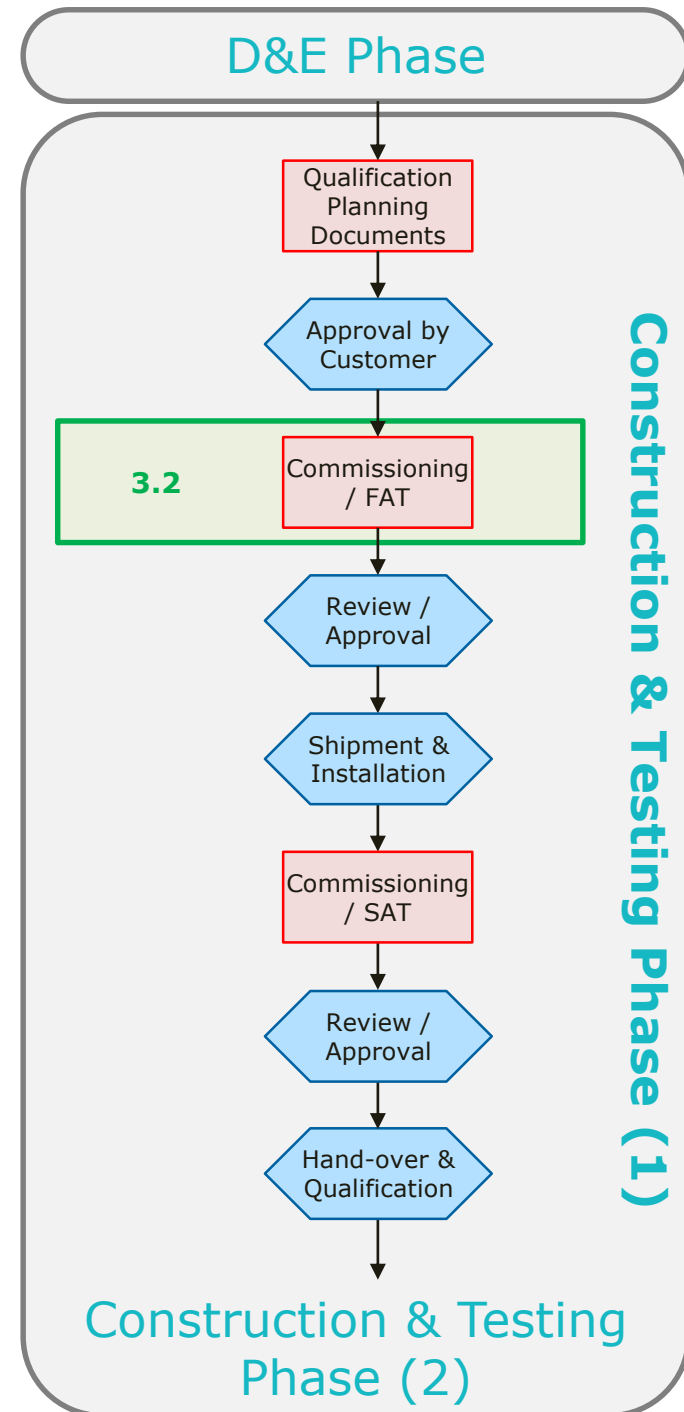 D&E Phase
Qualification
Planning
Documents
Approval by
Customer
3.2
Commissioning
/ FAT
Review /
Approval
Shipment &
Installation
Commissioning
/ SAT
Review /
Approval
Hand-over &
Qualification
Construction & Testing Phase (1)
Construction & Testing
Phase (2)